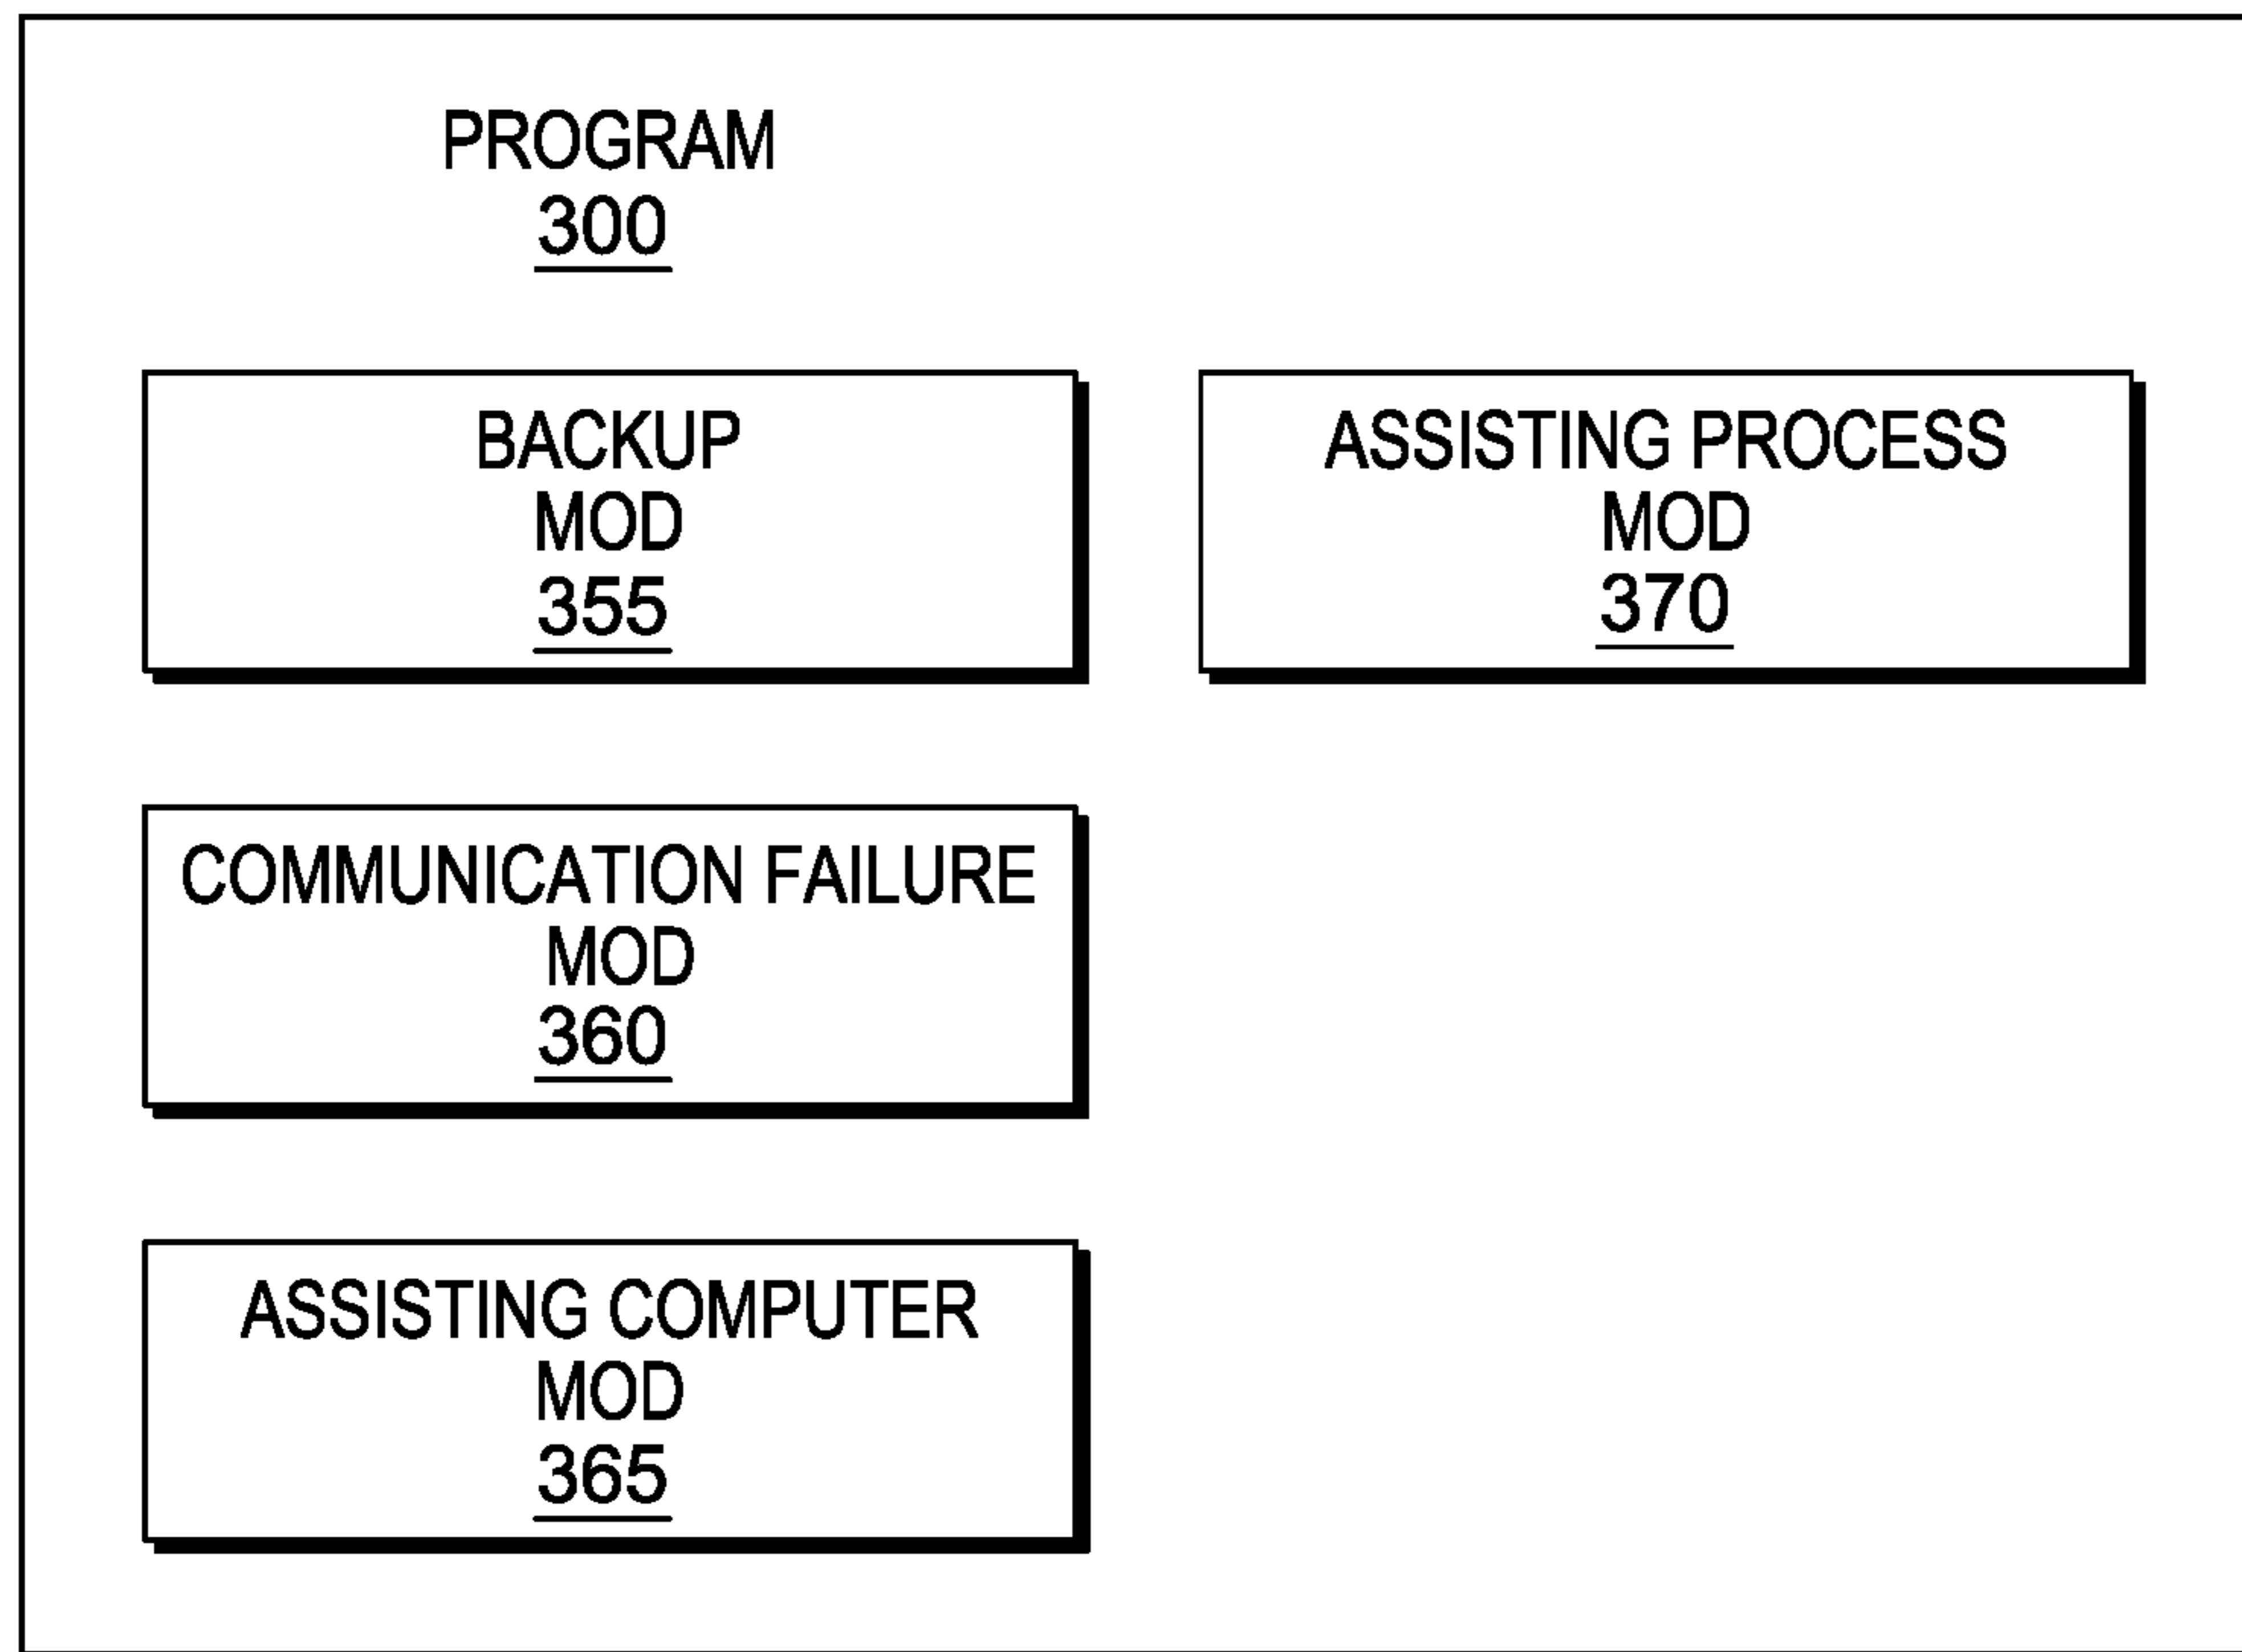 PROGRAM
300
BACKUP
MOD
355
ASSISTING PROCESS
MOD
370
COMMUNICATION FAILURE
MOD
360
ASSISTING COMPUTER
MOD
365